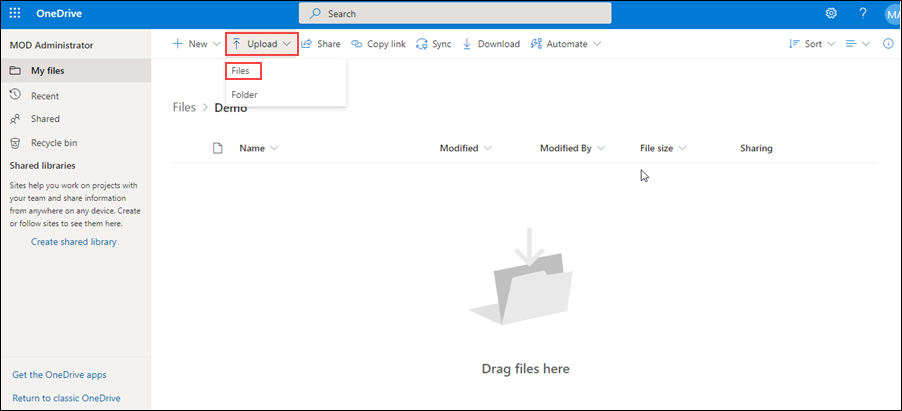 OneDrive
Search
?
MA
MOD Administrator
My files
Recent
Shared
Recycle bin
Shared libraries
Sites help you work on projects with
your team and share information
from anywhere on any device. Create
or follow sites to see them here.
Create shared library
Get the OneDrive apps
Return to classic OneDrive
New Upload Share Copy link Sync Download Automate Sort
Files
Folder
Files > Demo
Name Modified Modified By File size Sharing
Drag files here